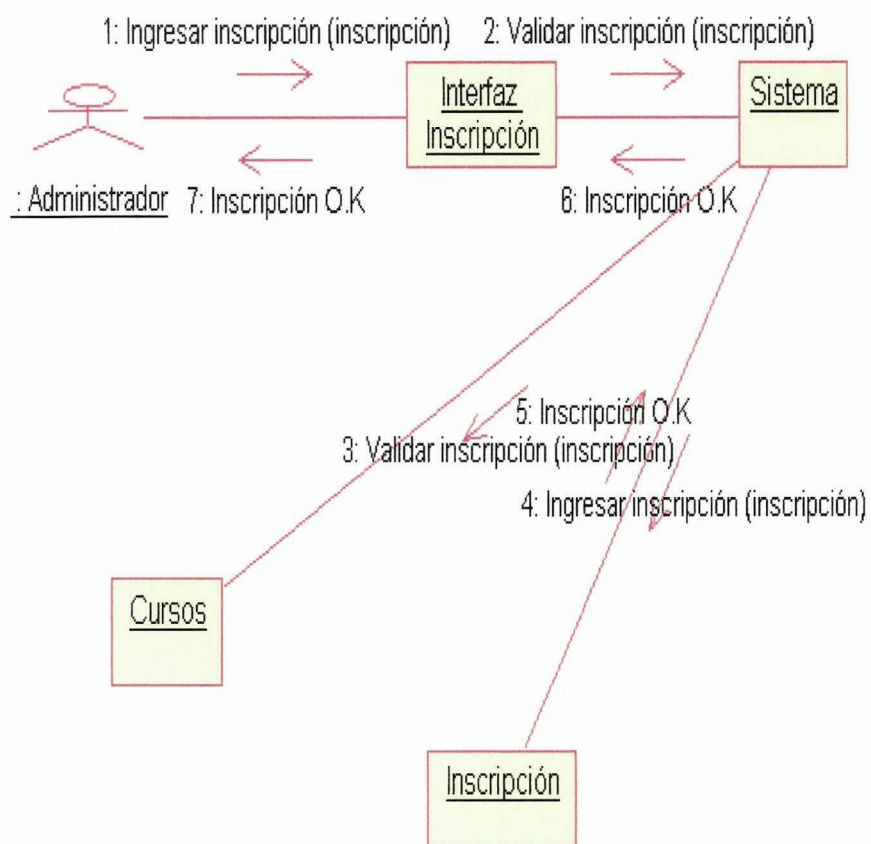 1: Ingresar inscripción (inscripción)
2: Validar inscripción (inscripción)
Interfaz
Inscripción
Sistema
: Administrador
7: Inscripción O.K
6: Inscripción O.K
5: Inscripción O.K
3: Validar inscripción (inscripción)
4: Ingresar inscripción (inscripción)
Cursos
Inscripción